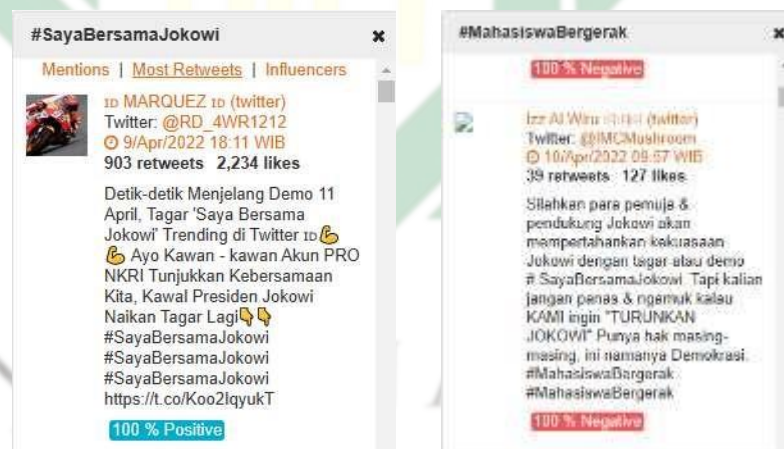 #SayaBersamaJokowi
Mentions | Most Retweets | Influencers
ID MARQUEZ ID (twitter)
Twitter: @RD_4WR1212
9/Apr/2022 18:11 WIB
903 retweets 2,234 likes
Detik-detik Menjelang Demo 11
April, Tagar 'Saya Bersama
Jokowi' Trending di Twitter ID💪
💪 Ayo Kawan - kawan Akun PRO
NKRI Tunjukkan Kebersamaan
Kita, Kawal Presiden Jokowi
Naikan Tagar Lagi👇👇
#SayaBersamaJokowi
#SayaBersamaJokowi
#SayaBersamaJokowi
https://t.co/Koo2IqyukT
100 % Positive
#MahasiswaBergerak
100 % Negative
Izz Al Wiru (twitter)
Twitter: @IMCMushroom
10/Apr/2022 09:57 WIB
39 retweets 127 likes
Silahkan para pemuja &
pendukung Jokowi akan
mempertahankan kekuasaan
Jokowi dengan tagar atau demo
# SayaBersamaJokowi. Tapi kalian
jangan panas & ngamuk kalau
KAMI ingin "TURUNKAN
JOKOWI" Punya hak masing-
masing, ini namanya Demokrasi.
#MahasiswaBergerak
#MahasiswaBergerak
100 % Negative